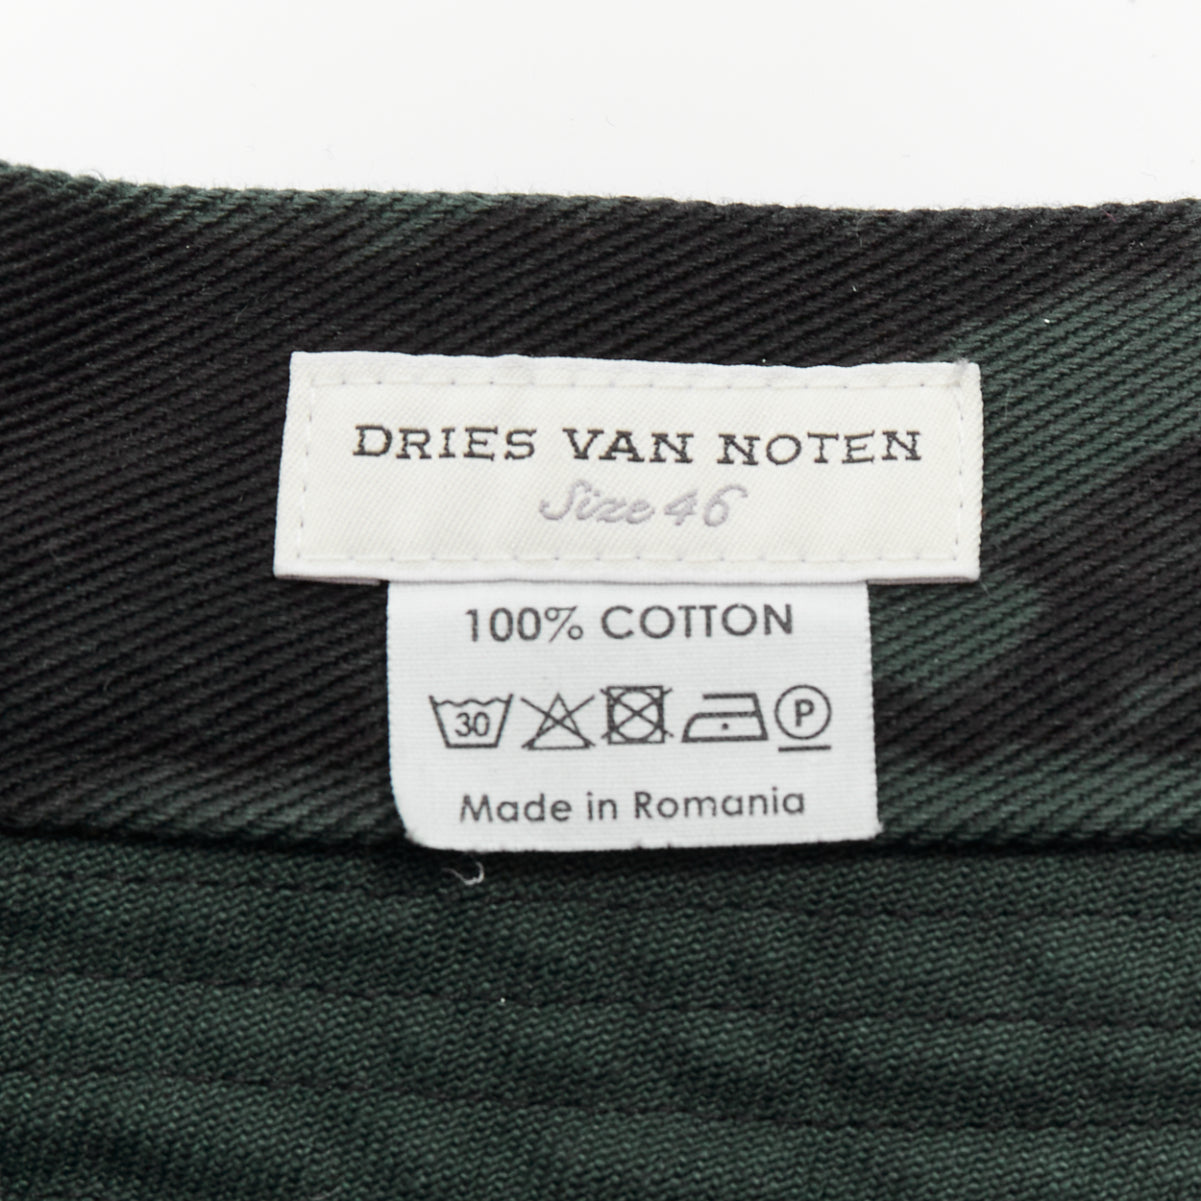 DRIES VAN NOTEN
Size 46
100% COTTON
30 P
Made in Romania